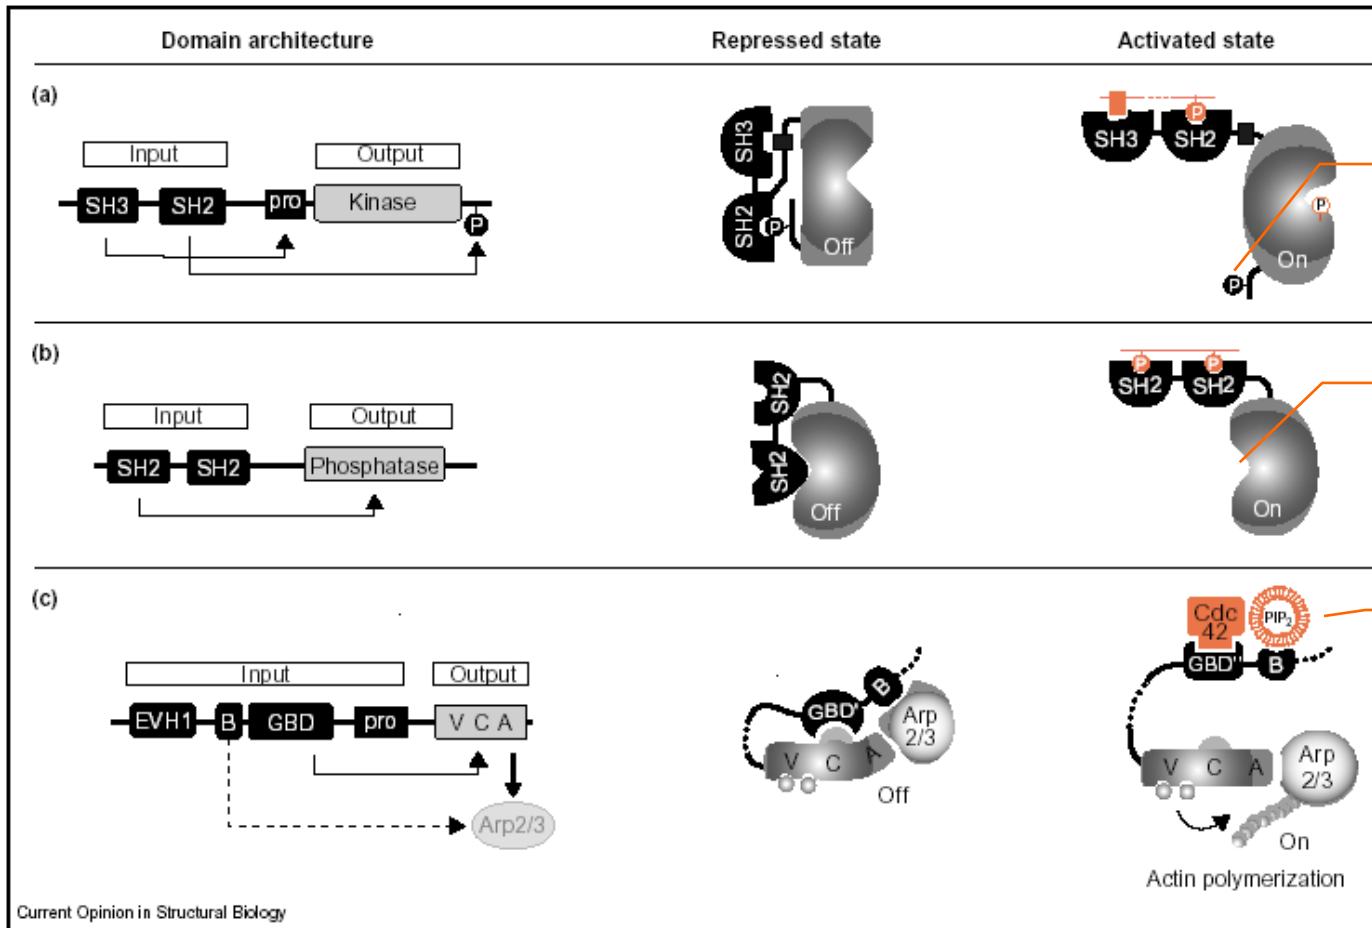 Domain architecture Repressed state Activated state
(a)
Input Output
SH3 SH2 pro Kinase P
SH3
SH2 P
Off
P
SH3 SH2
P
On
P
(b)
Input Output
SH2 SH2 Phosphatase
SH2
SH2
Off
P P
SH2 SH2
On
(c)
Input Output
EVH1 B GBD pro V C A
Arp2/3
B
GBD'
Arp
2/3
V C A
Off
Cdc
42
PIP2
GBD' B
V C A
Arp
2/3
On
Actin polymerization
Current Opinion in Structural Biology